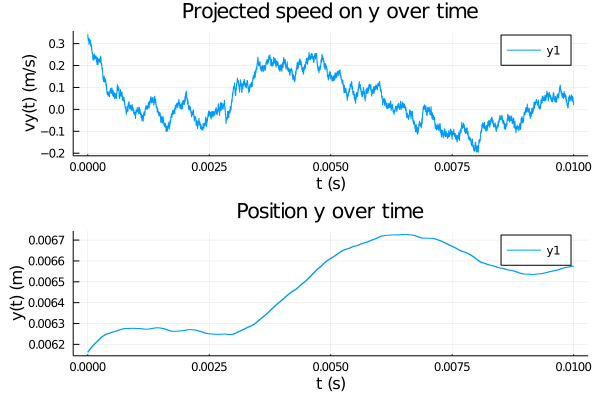 Projected speed on y over time
y1
0.3
0.2
0.1
0.0
−0.1
−0.2
vy(t) (m/s)
0.0000 0.0025 0.0050 0.0075 0.0100
t (s)
Position y over time
y1
0.0067
0.0066
0.0065
0.0064
0.0063
0.0062
y(t) (m)
0.0000 0.0025 0.0050 0.0075 0.0100
t (s)